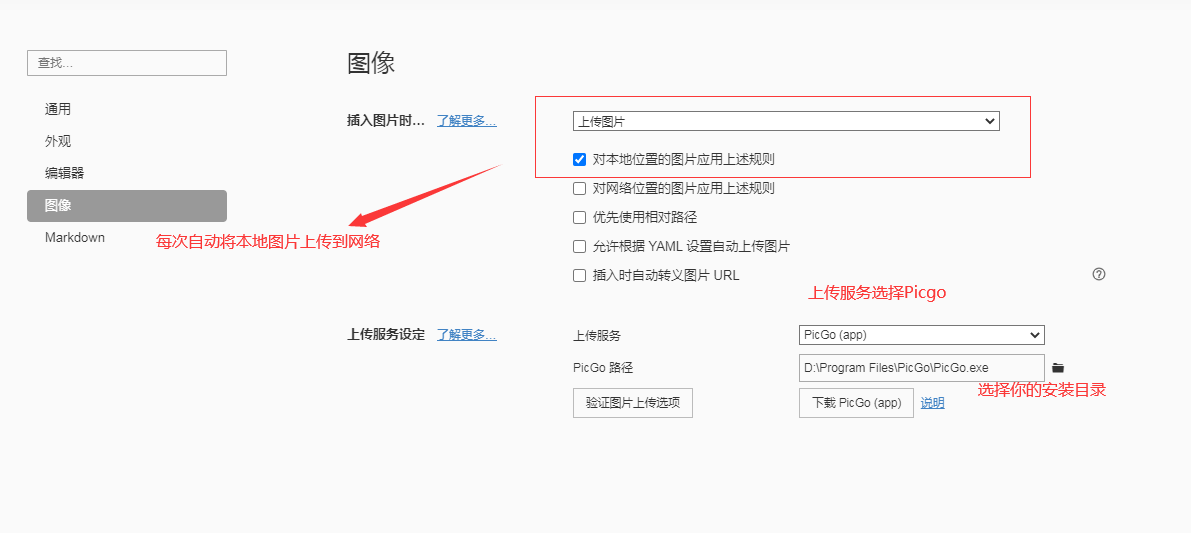 查找...
通用
外观
编辑器
图像
Markdown
图像
插入图片时... 了解更多...
上传图片
对本地位置的图片应用上述规则
对网络位置的图片应用上述规则
优先使用相对路径
允许根据 YAML 设置自动上传图片
插入时自动转义图片 URL
每次自动将本地图片上传到网络
上传服务选择Picgo
上传服务设定 了解更多...
上传服务 PicGo (app)
PicGo 路径 D:\Program Files\PicGo\PicGo.exe
选择你的安装目录
验证图片上传选项 下载 PicGo (app) 说明